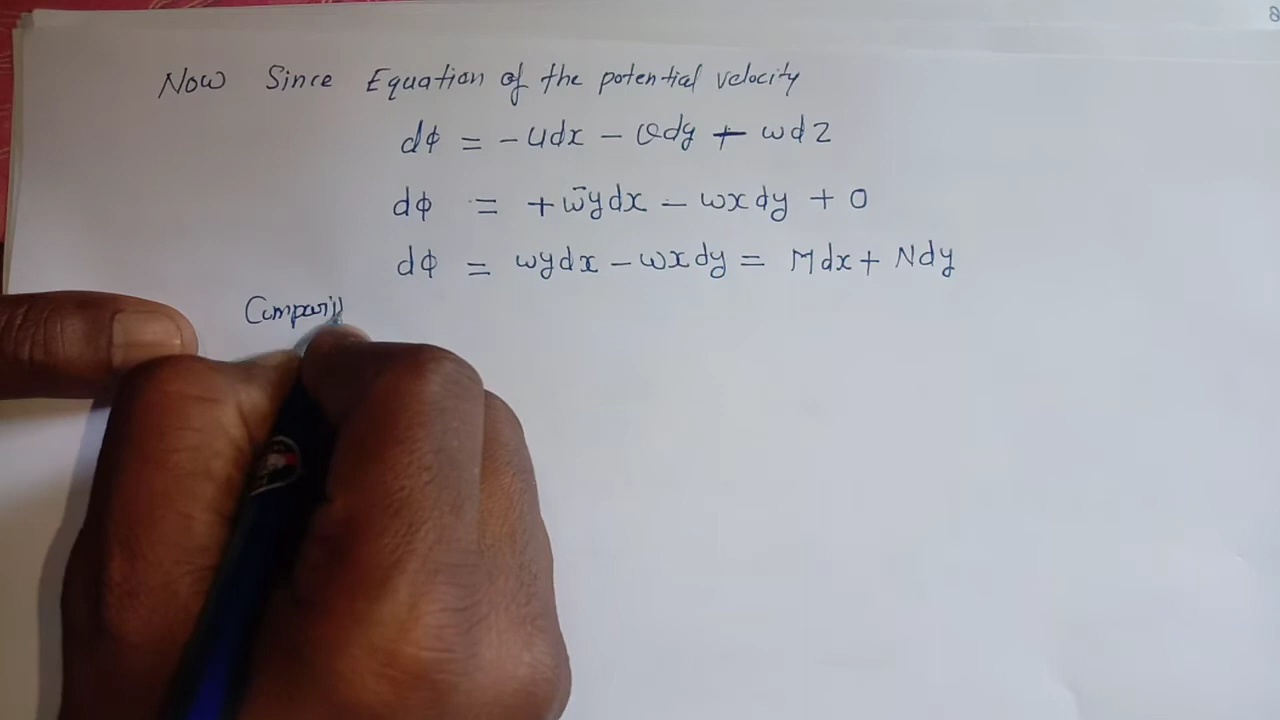 Now Since Equation of the potential velocity
dϕ = -udx - vdy + wdz
dϕ = +ωydx - ωxdy + 0
dϕ = ωydx - ωxdy = Mdx + Ndy
Compari